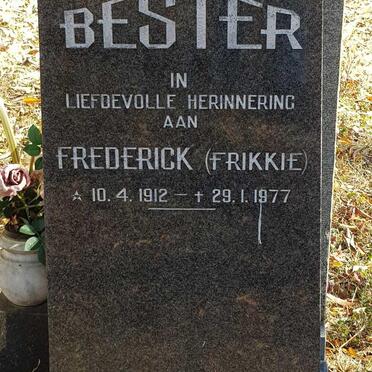 BESTER
IN
LIEFDEVOLLE HERINNERING
AAN
FREDERICK (FRIKKIE)
☆ 10. 4. 1912 — ✝ 29. 1. 1977